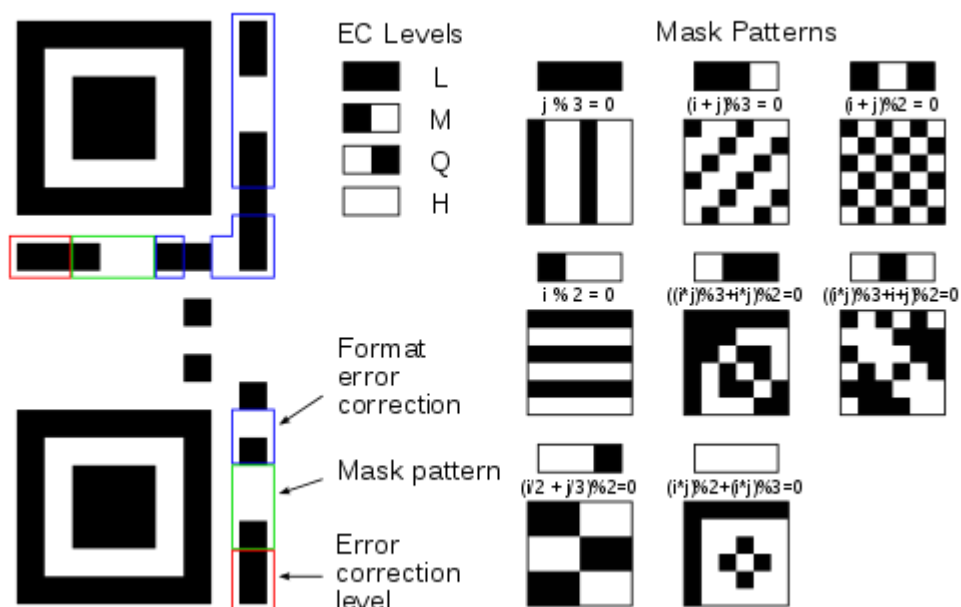 EC Levels
L
M
Q
H
Mask Patterns
j % 3 = 0
(i + j)%3 = 0
(i + j)%2 = 0
i % 2 = 0
((i*j)%3+i*j)%2=0
((i*j)%3+i+j)%2=0
(i/2 + j/3)%2=0
(i*j)%2+(i*j)%3=0
Format
error
correction
Mask pattern
Error
correction
level